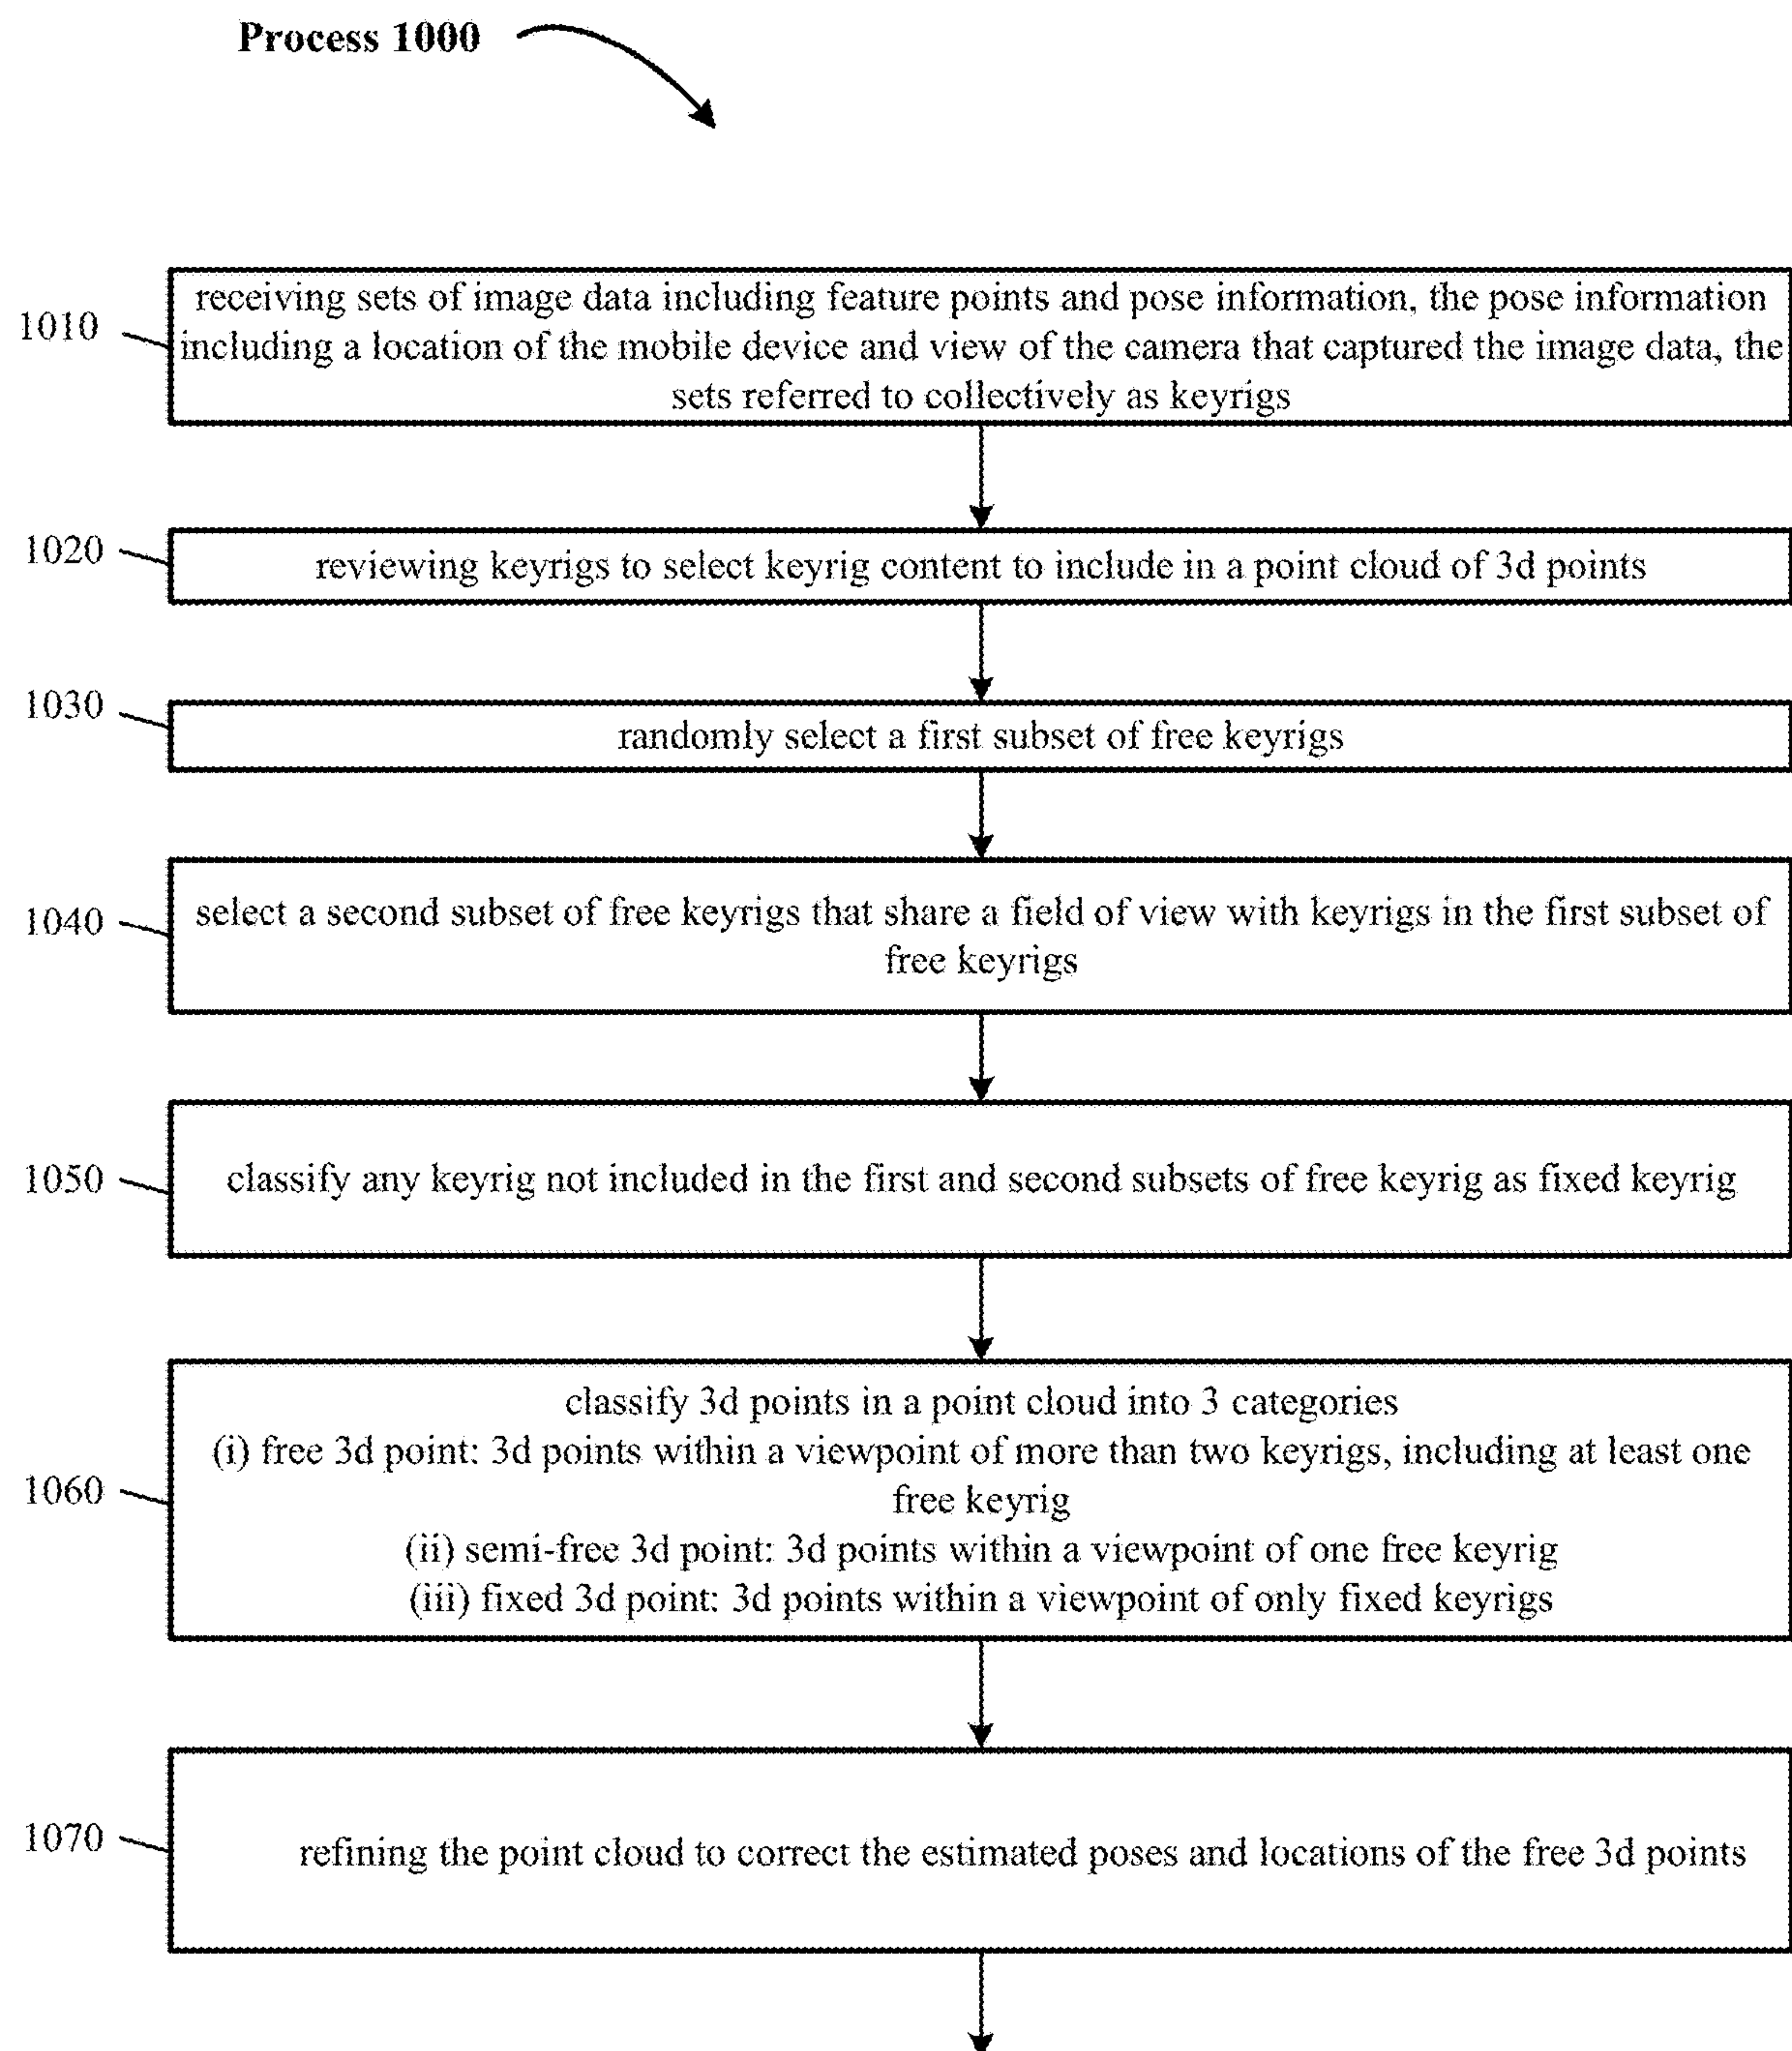 Process 1000
1010
receiving sets of image data including feature points and pose information, the pose information
including a location of the mobile device and view of the camera that captured the image data, the
sets referred to collectively as keyrigs
1020
reviewing keyrigs to select keyrig content to include in a point cloud of 3d points
1030
randomly select a first subset of free keyrigs
1040
select a second subset of free keyrigs that share a field of view with keyrigs in the first subset of
free keyrigs
1050
classify any keyrig not included in the first and second subsets of free keyrig as fixed keyrig
1060
classify 3d points in a point cloud into 3 categories
(i) free 3d point: 3d points within a viewpoint of more than two keyrigs, including at least one
free keyrig
(ii) semi-free 3d point: 3d points within a viewpoint of one free keyrig
(iii) fixed 3d point: 3d points within a viewpoint of only fixed keyrigs
1070
refining the point cloud to correct the estimated poses and locations of the free 3d points